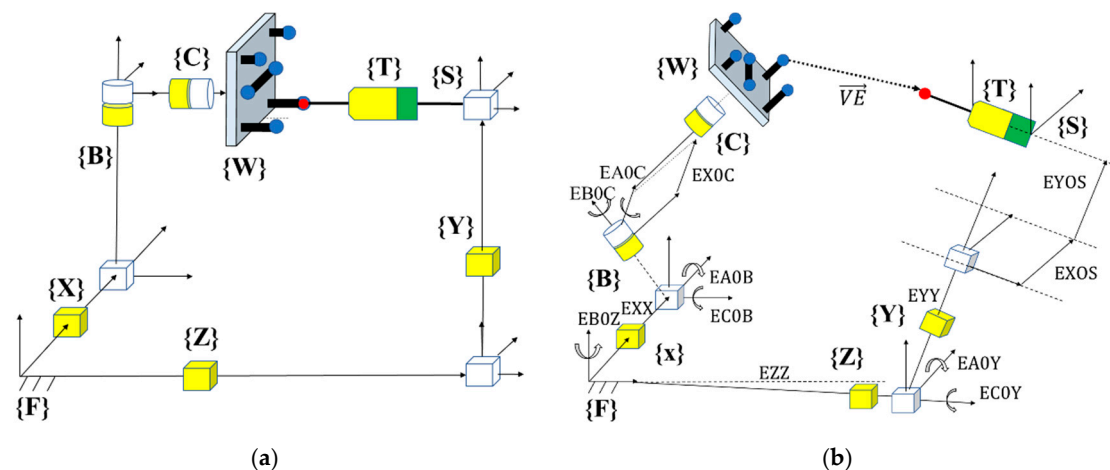 {C}
{T}
{S}
{B}
{W}
{Y}
{X}
{Z}
{F}
(a)
{W}
VE
{T}
{S}
{C}
EA0C
EX0C
EB0C
EYOS
{B}
EA0B
EXOS
EXX
EC0B
EB0Z
EYY
{Y}
{x}
{Z}
EA0Y
EZZ
EC0Y
{F}
(b)